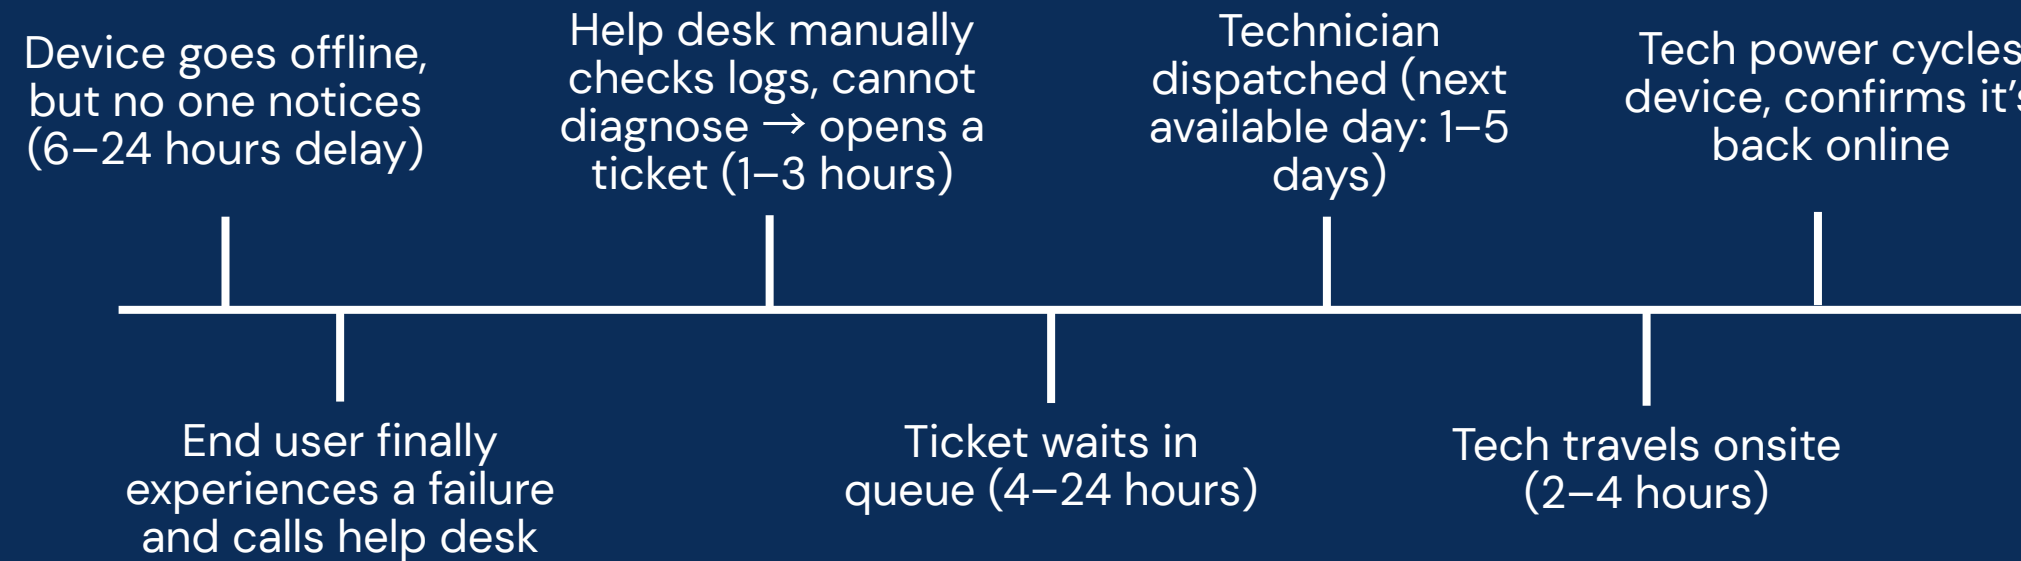 Device goes offline,
but no one notices
(6–24 hours delay)
End user finally
experiences a failure
and calls help desk
Help desk manually
checks logs, cannot
diagnose → opens a
ticket (1–3 hours)
Ticket waits in
queue (4–24 hours)
Technician
dispatched (next
available day: 1–5
days)
Tech travels onsite
(2–4 hours)
Tech power cycles
device, confirms it’s
back online